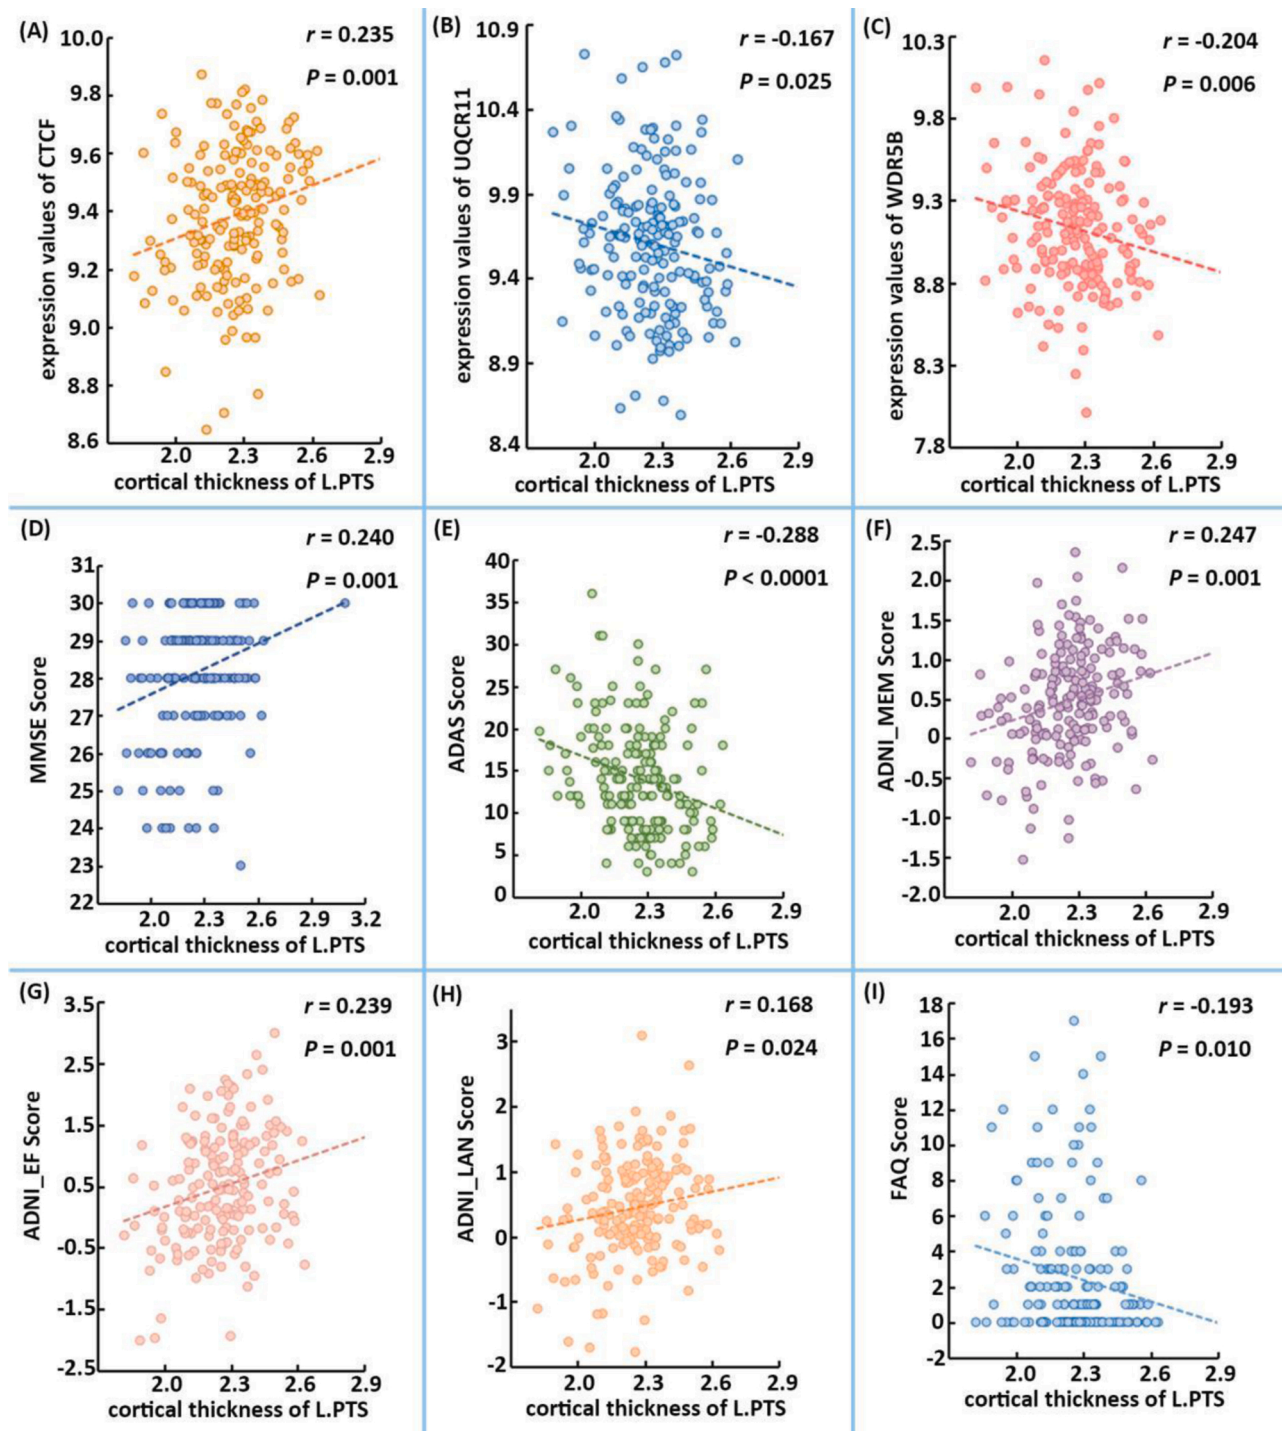 (A)
r = 0.235
P = 0.001
expression values of CTCF
10.0
9.8
9.6
9.4
9.2
9.0
8.8
8.6
2.0 2.3 2.6 2.9
cortical thickness of L.PTS
(B)
r = -0.167
P = 0.025
expression values of UQCR11
10.9
10.4
9.9
9.4
8.9
8.4
2.0 2.3 2.6 2.9
cortical thickness of L.PTS
(C)
r = -0.204
P = 0.006
expression values of WDR5B
10.3
9.8
9.3
8.8
8.3
7.8
2.0 2.3 2.6 2.9
cortical thickness of L.PTS
(D)
r = 0.240
P = 0.001
MMSE Score
31
30
29
28
27
26
25
24
23
22
2.0 2.3 2.6 2.9 3.2
cortical thickness of L.PTS
(E)
r = -0.288
P < 0.0001
ADAS Score
40
35
30
25
20
15
10
5
0
2.0 2.3 2.6 2.9
cortical thickness of L.PTS
(F)
r = 0.247
P = 0.001
ADNI_MEM Score
2.5
2.0
1.5
1.0
0.5
0
-0.5
-1.0
-1.5
-2.0
2.0 2.3 2.6 2.9
cortical thickness of L.PTS
(G)
r = 0.239
P = 0.001
ADNI_EF Score
3.5
2.5
1.5
0.5
-0.5
-1.5
-2.5
2.0 2.3 2.6 2.9
cortical thickness of L.PTS
(H)
r = 0.168
P = 0.024
ADNI_LAN Score
3
2
1
0
-1
-2
2.0 2.3 2.6 2.9
cortical thickness of L.PTS
(I)
r = -0.193
P = 0.010
FAQ Score
18
16
14
12
10
8
6
4
2
0
-2
2.0 2.3 2.6 2.9
cortical thickness of L.PTS